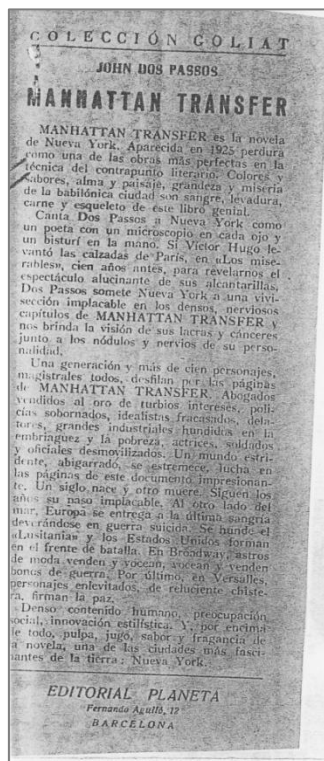 COLECCIÓN GOLIAT
JOHN DOS PASSOS
MANHATTAN TRANSFER
MANHATTAN TRANSFER es la novela
de Nueva York. Aparecida en 1925 perdura
como una de las obras más perfectas en la
técnica del contrapunto literario. Colores y
sabores, alma y paisaje, grandeza y miseria
de la babilónica ciudad son sangre, levadura,
carne y esqueleto de este libro genial.
Canta Dos Passos a Nueva York como
un poeta con un microscopio en cada ojo y
un bisturí en la mano. Si Víctor Hugo le-
vantó las calzadas de París, en «Los mise-
rables», cien años antes, para revelarnos el
espectáculo alucinante de sus alcantarillas,
Dos Passos somete Nueva York a una vivi-
sección implacable en los densos, nerviosos
capítulos de MANHATTAN TRANSFER y
nos brinda la visión de sus lacras y cánceres
junto a los nódulos y nervios de su perso-
nalidad.
Una generación y más de cien personajes,
magistrales todos, desfilan por las páginas
de MANHATTAN TRANSFER. Abogados
vendidos al oro de turbios intereses, poli-
cías sobornados, idealistas fracasados, dela-
tores, grandes industriales hundidos en la
embriaguez y la pobreza, actrices, soldados
y oficiales desmovilizados. Un mundo estri-
dente, abigarrado, se estremece, lucha en
las páginas de este documento impresionan-
te. Un siglo nace y otro muere. Siguen los
años su paso implacable. Al otro lado del
mar, Europa se entrega a la última sangría
devorándose en guerra suicida. Se hunde el
«Lusitania» y los Estados Unidos forman
en el frente de batalla. En Broadway, astros
de moda venden y vocean, vocean y venden
bonos de guerra. Por último, en Versalles,
personajes enlevitados, de reluciente chiste-
ra, firman la paz.
Denso contenido humano, preocupación
social, innovación estilística. Y, por encima
de todo, pulpa, jugo, sabor y fragancia de
a novela, una de las ciudades más fasci-
nantes de la tierra: Nueva York.
EDITORIAL PLANETA
Fernando Agulló, 12
BARCELONA